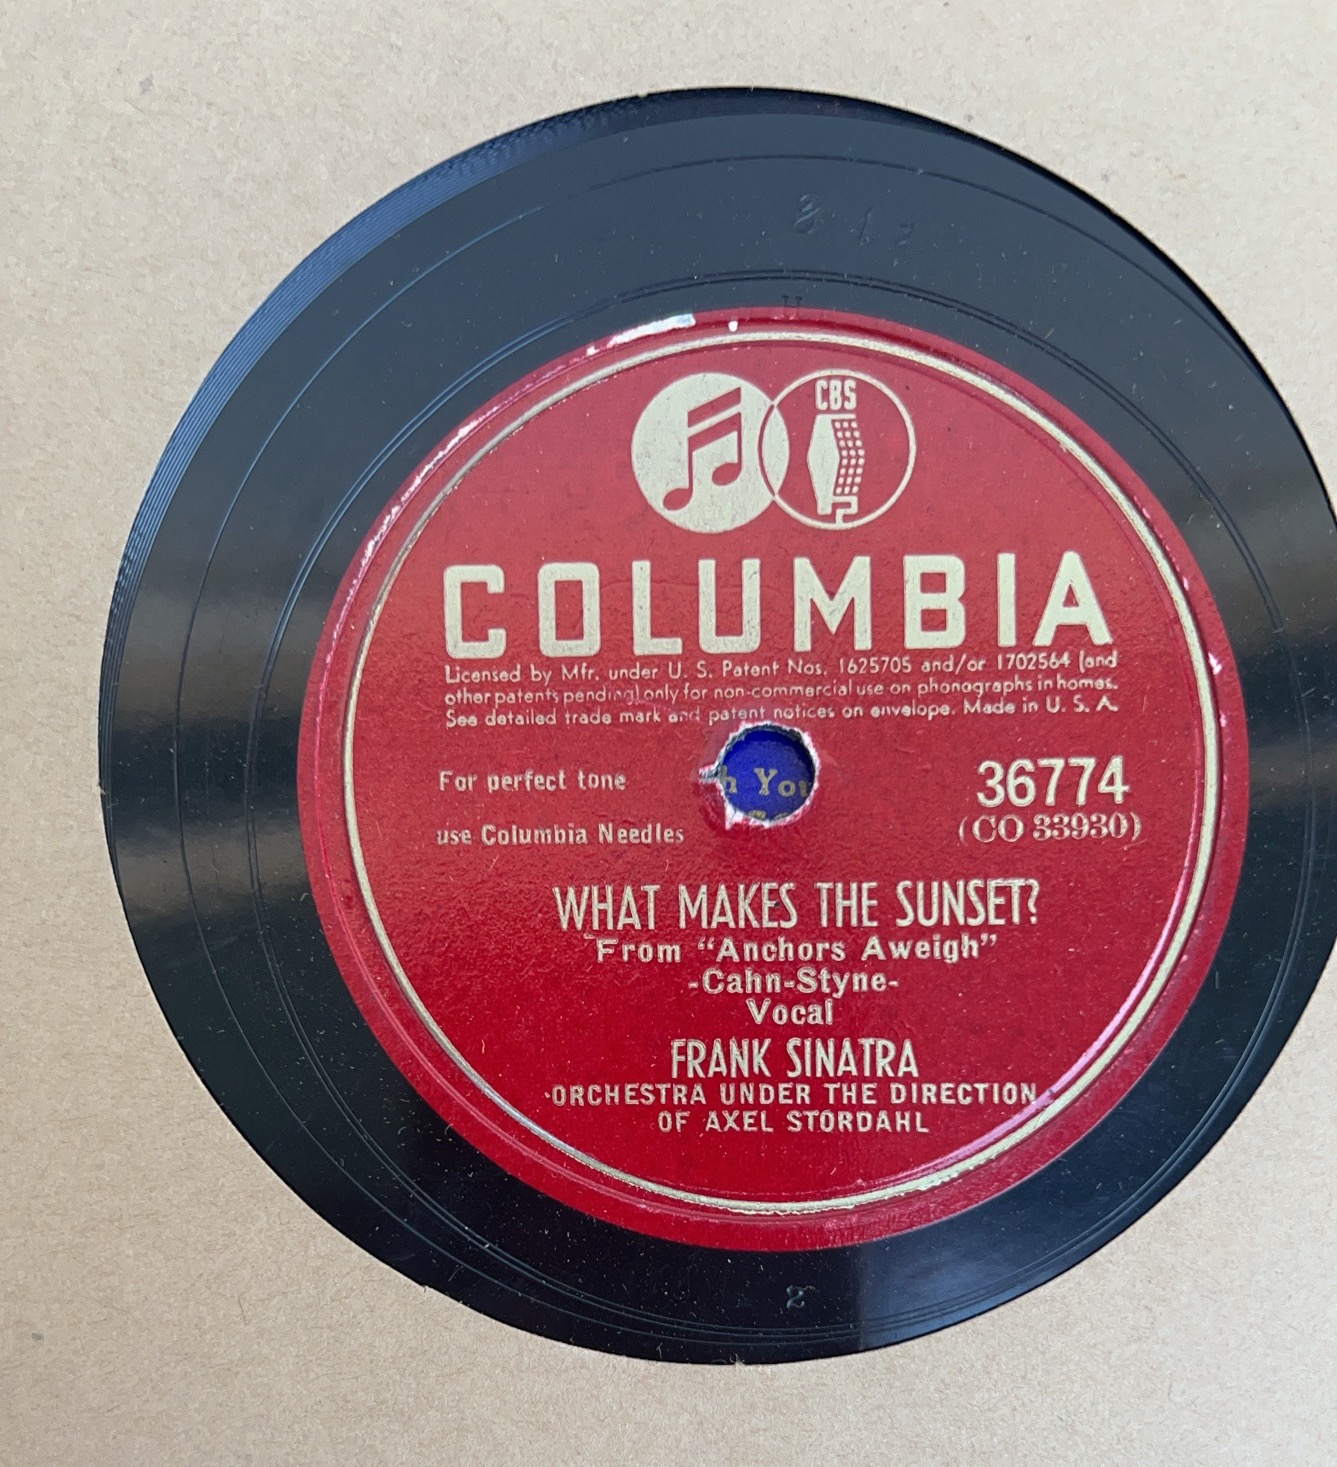 CBS
COLUMBIA
Licensed by Mfr. under U. S. Patent Nos. 1625705 and/or 1702564 (and
other patents pending) only for non-commercial use on phonographs in homes.
See detailed trade mark and patent notices on envelope. Made in U. S. A.
For perfect tone
use Columbia Needles
You
36774
(CO 33930)
WHAT MAKES THE SUNSET?
From “Anchors Aweigh”
-Cahn-Styne-
Vocal
FRANK SINATRA
ORCHESTRA UNDER THE DIRECTION
OF AXEL STORDAHL
2